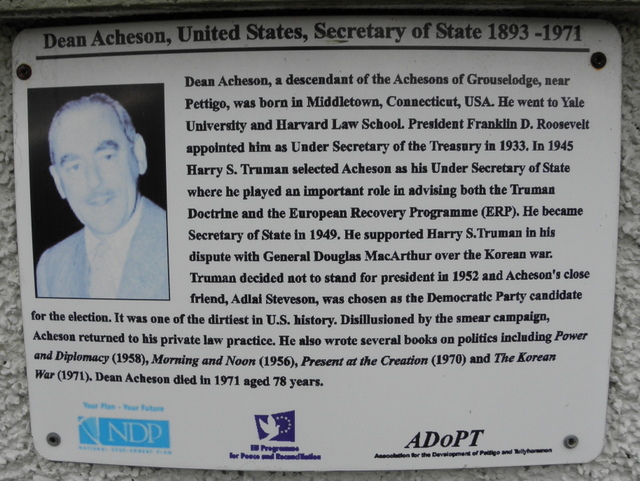 Dean Acheson, United States, Secretary of State 1893 -1971
Dean Acheson, a descendant of the Achesons of Grouselodge, near
Pettigo, was born in Middletown, Connecticut, USA. He went to Yale
University and Harvard Law School. President Franklin D. Roosevelt
appointed him as Under Secretary of the Treasury in 1933. In 1945
Harry S. Truman selected Acheson as his Under Secretary of State
where he played an important role in advising both the Truman
Doctrine and the European Recovery Programme (ERP). He became
Secretary of State in 1949. He supported Harry S.Truman in his
dispute with General Douglas MacArthur over the Korean war.
Truman decided not to stand for president in 1952 and Acheson's close
friend, Adlai Steveson, was chosen as the Democratic Party candidate
for the election. It was one of the dirtiest in U.S. history. Disillusioned by the smear campaign,
Acheson returned to his private law practice. He also wrote several books on politics including Power
and Diplomacy (1958), Morning and Noon (1956), Present at the Creation (1970) and The Korean
War (1971). Dean Acheson died in 1971 aged 78 years.
Your Plan - Your Future
NDP
NATIONAL DEVELOPMENT PLAN
EU Programme
for Peace and Reconciliation
ADoPT
Association for the Development of Pettigo and Tullyhommon